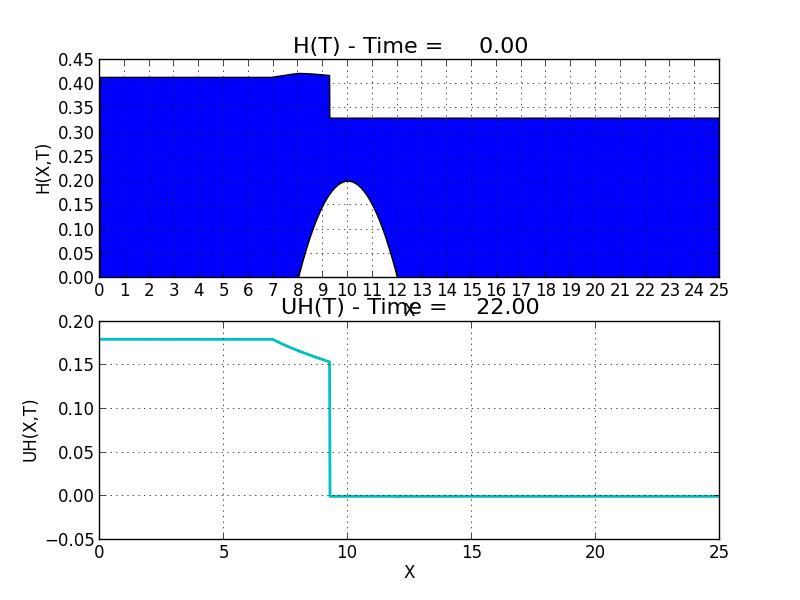 H(T) - Time =     0.00
0.45
0.40
0.35
0.30
0.25
0.20
0.15
0.10
0.05
0.00
H(X,T)
0 1 2 3 4 5 6 7 8 9 10 11 12 13 14 15 16 17 18 19 20 21 22 23 24 25
X
UH(T) - Time =     22.00
0.20
0.15
0.10
0.05
0.00
−0.05
UH(X,T)
0 5 10 15 20 25
X